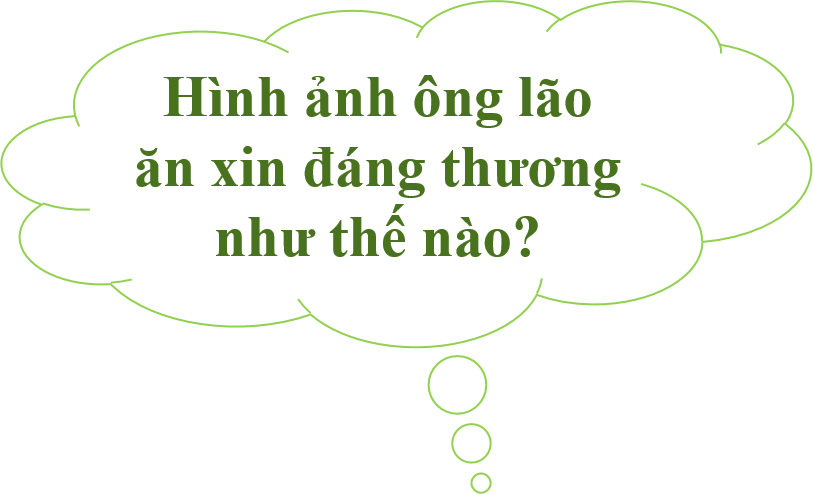 Hình ảnh ông lão
ăn xin đáng thương
như thế nào?